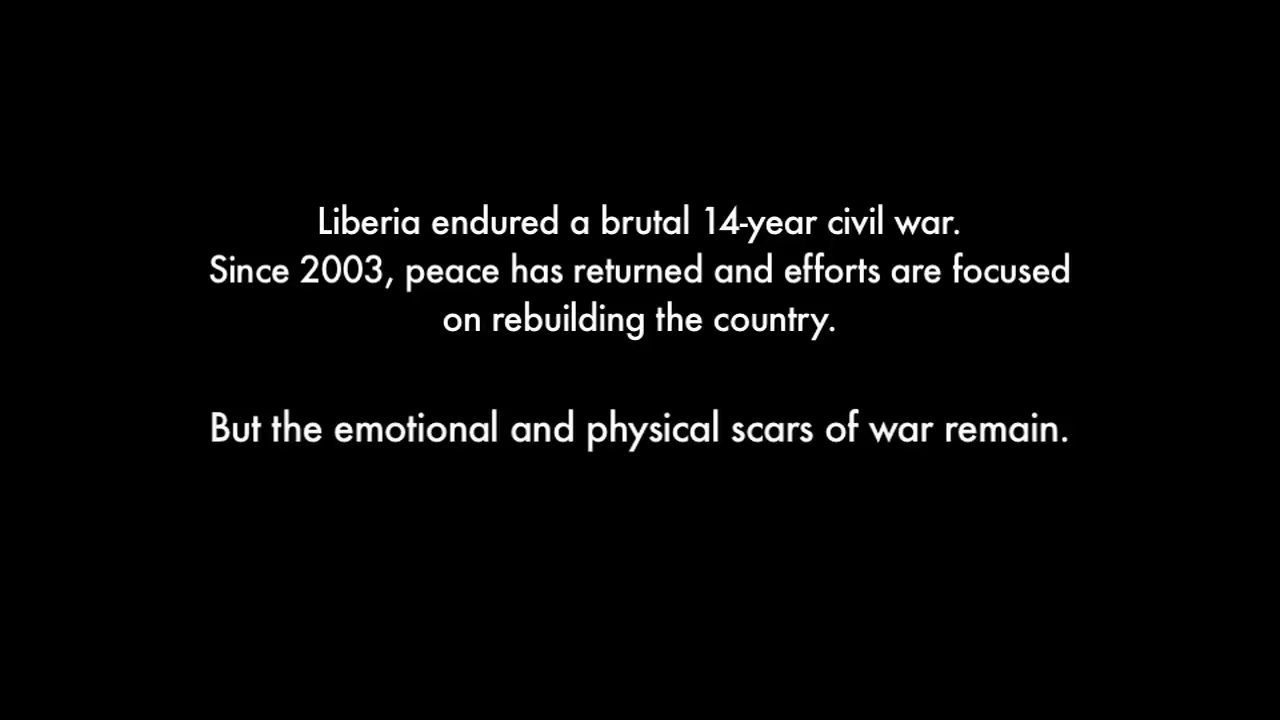 Liberia endured a brutal 14-year civil war.
Since 2003, peace has returned and efforts are focused
on rebuilding the country.
But the emotional and physical scars of war remain.